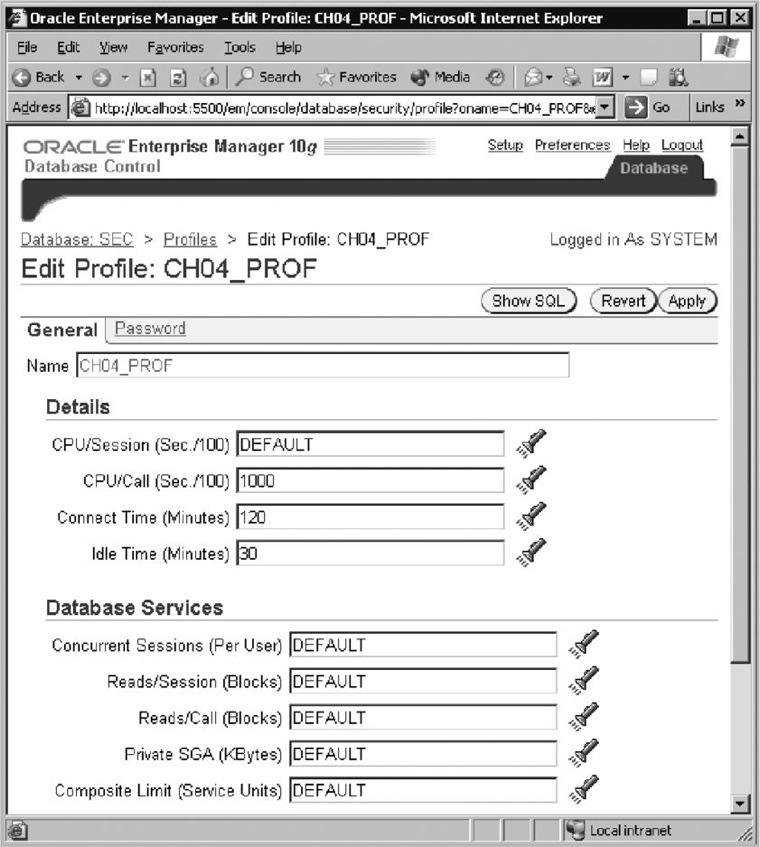 Oracle Enterprise Manager - Edit Profile: CH04_PROF - Microsoft Internet Explorer
File Edit View Favorites Tools Help
Back Search Favorites Media W
Address http://localhost:5500/em/console/database/security/profile?oname=CH04_PROF& Go Links »
ORACLE Enterprise Manager 10g Setup Preferences Help Logout
Database Control Database
Database: SEC > Profiles > Edit Profile: CH04_PROF Logged in As SYSTEM
Edit Profile: CH04_PROF
Show SQL Revert Apply
General Password
Name CH04_PROF
Details
CPU/Session (Sec./100) DEFAULT
CPU/Call (Sec./100) 1000
Connect Time (Minutes) 120
Idle Time (Minutes) 30
Database Services
Concurrent Sessions (Per User) DEFAULT
Reads/Session (Blocks) DEFAULT
Reads/Call (Blocks) DEFAULT
Private SGA (KBytes) DEFAULT
Composite Limit (Service Units) DEFAULT
Local intranet